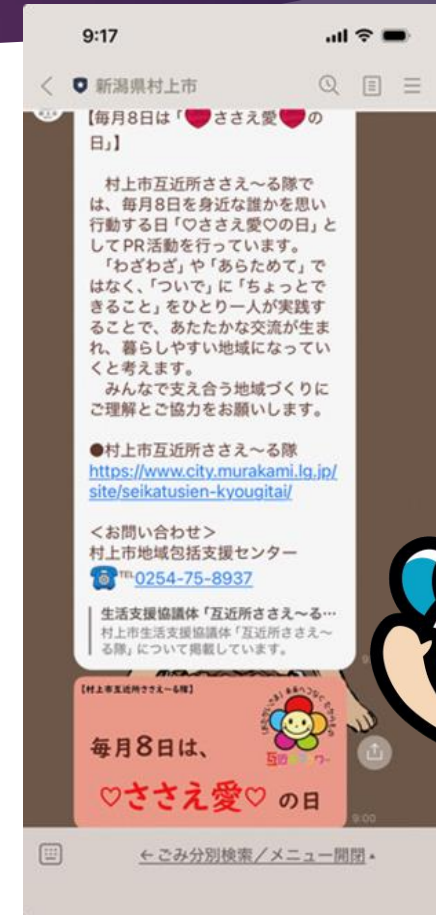 9:17
新潟県村上市
【毎月8日は「❤ささえ愛❤の
日」】
村上市互近所ささえ~る隊で
は、毎月8日を身近な誰かを思い
行動する日「♡ささえ愛♡の日」と
してPR活動を行っています。
「わざわざ」や「あらためて」で
はなく、「ついで」に「ちょっとで
きること」をひとり一人が実践す
ることで、あたたかな交流が生ま
れ、暮らしやすい地域になってい
くと考えます。
みんなで支え合う地域づくりに
ご理解とご協力をお願いします。
●村上市互近所ささえ~る隊
https://www.city.murakami.lg.jp/
site/seikatusien-kyougitai/
<お問い合わせ>
村上市地域包括支援センター
☎℡0254-75-8937
生活支援協議体「互近所ささえ~る…
村上市生活支援協議体「互近所ささえ~
る隊」について掲載しています。
【村上市互近所ささえ~る隊】
毎月8日は、
♡ささえ愛♡ の日
9:00
←ごみ分別検索/メニュー開閉▲